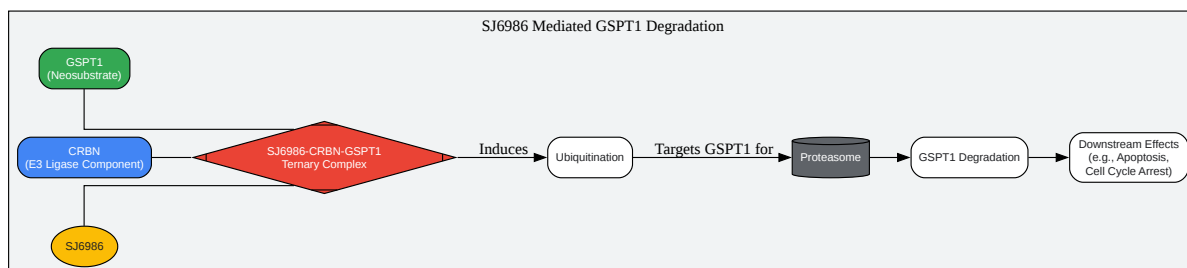 SJ6986 Mediated GSPT1 Degradation
GSPT1
(Neosubstrate)
CRBN
(E3 Ligase Component)
SJ6986
SJ6986-CRBN-GSPT1
Ternary Complex
Induces
Ubiquitination
Targets GSPT1 for
Proteasome
GSPT1 Degradation
Downstream Effects
(e.g., Apoptosis,
Cell Cycle Arrest)